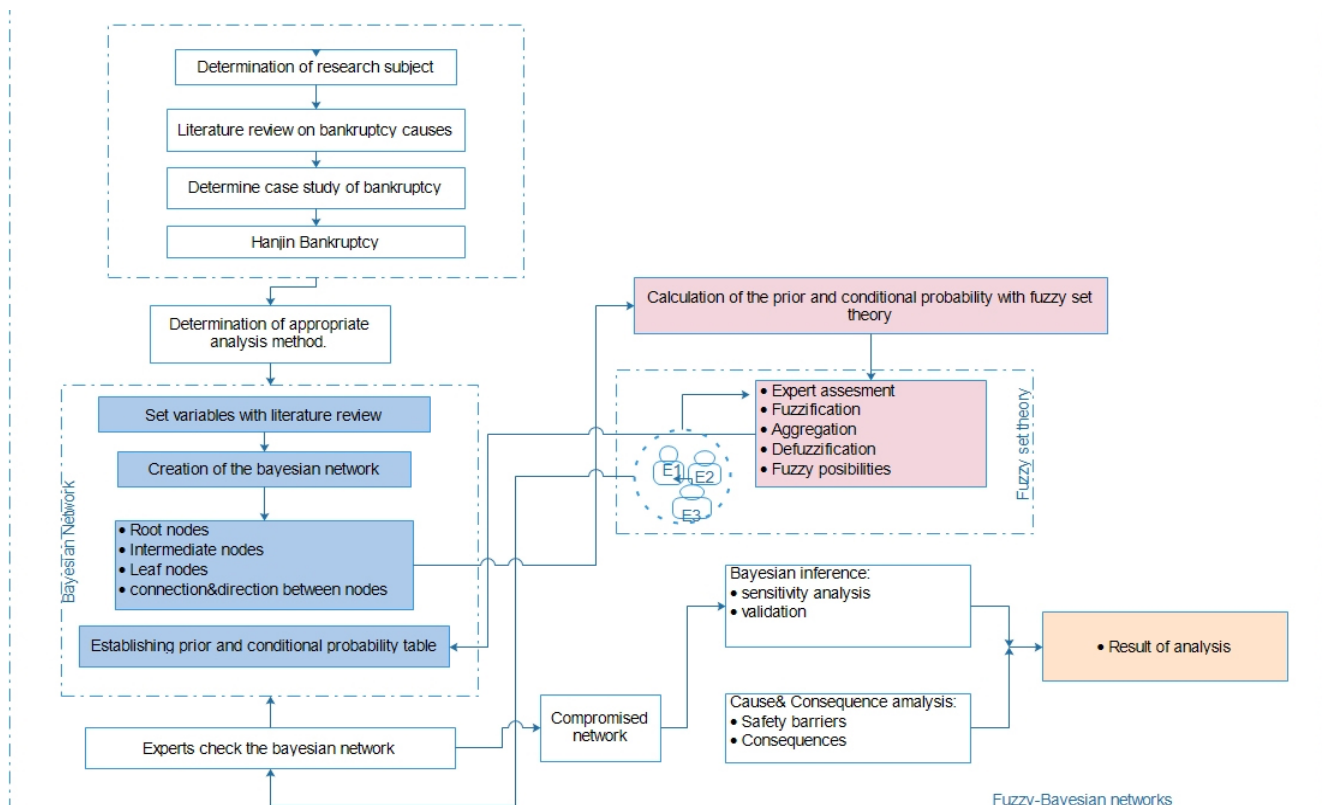 Determination of research subject
Literature review on bankruptcy causes
Determine case study of bankruptcy
Hanjin Bankruptcy
Determination of appropriate
analysis method.
Calculation of the prior and conditional probability with fuzzy set
theory
Set variables with literature review
Creation of the bayesian network
• Root nodes
• Intermediate nodes
• Leaf nodes
• connection&direction between nodes
Establishing prior and conditional probability table
Bayesian Network
• Expert assesment
• Fuzzification
• Aggregation
• Defuzzification
• Fuzzy posibilities
E1
E2
E3
Fuzzy set theory
Experts check the bayesian network
Compromised
network
Bayesian inference:
• sensitivity analysis
• validation
Cause& Consequence amalysis:
• Safety barriers
• Consequences
• Result of analysis
Fuzzy-Bayesian networks